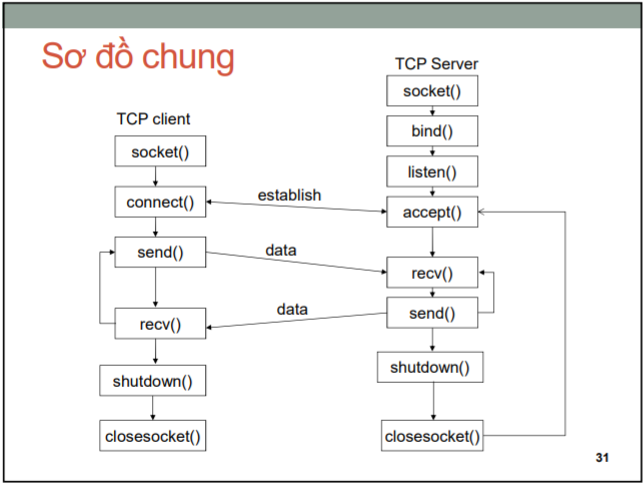 Sơ đồ chung
TCP Server
socket()
bind()
listen()
accept()
recv()
send()
shutdown()
closesocket()
TCP client
socket()
connect()
send()
recv()
shutdown()
closesocket()
establish
data
data
31